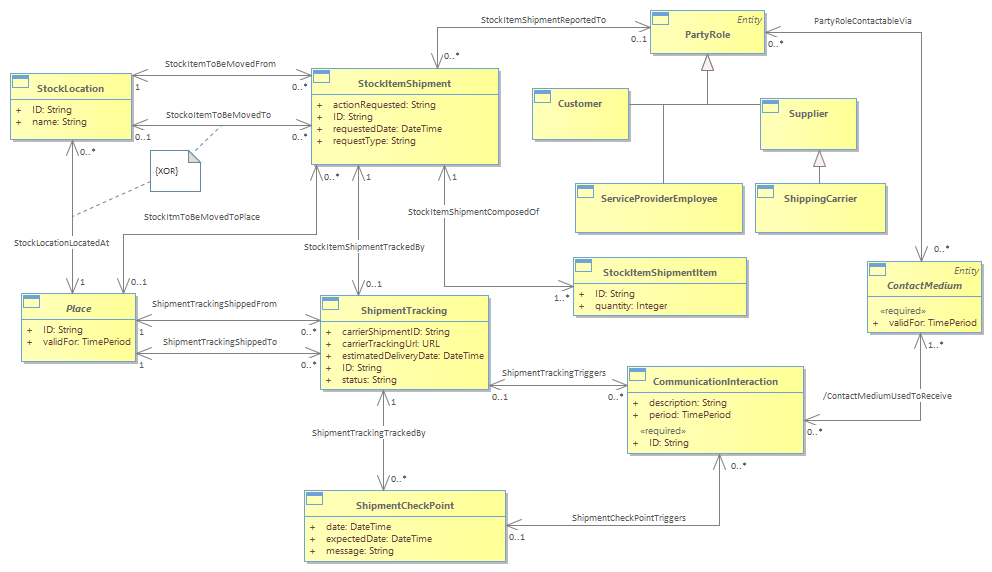 StockItemShipmentReportedTo
Entity
PartyRole
PartyRoleContactableVia
0..1
0..*
0..*
StockItemToBeMovedFrom
1
0..*
StockLocation
+ ID: String
+ name: String
StockoItemToBeMovedTo
0..1
0..*
StockItemShipment
+ actionRequested: String
+ ID: String
+ requestedDate: DateTime
+ requestType: String
Customer
Supplier
ServiceProviderEmployee
ShippingCarrier
{XOR}
0..*
0..*
1
1
StockItmToBeMovedToPlace
StockItemShipmentComposedOf
StockLocationLocatedAt
StockItemShipmentTrackedBy
1
0..1
0..1
1..*
0..*
StockItemShipmentItem
+ ID: String
+ quantity: Integer
Entity
ContactMedium
«required»
+ validFor: TimePeriod
1..*
Place
+ ID: String
+ validFor: TimePeriod
ShipmentTrackingShippedFrom
1
0..*
ShipmentTrackingShippedTo
1
0..*
ShipmentTracking
+ carrierShipmentID: String
+ carrierTrackingUrl: URL
+ estimatedDeliveryDate: DateTime
+ ID: String
+ status: String
ShipmentTrackingTriggers
0..1
0..*
CommunicationInteraction
+ description: String
+ period: TimePeriod
«required»
+ ID: String
/ContactMediumUsedToReceive
0..*
1
ShipmentTrackingTrackedBy
0..*
0..*
ShipmentCheckPoint
+ date: DateTime
+ expectedDate: DateTime
+ message: String
ShipmentCheckPointTriggers
0..1